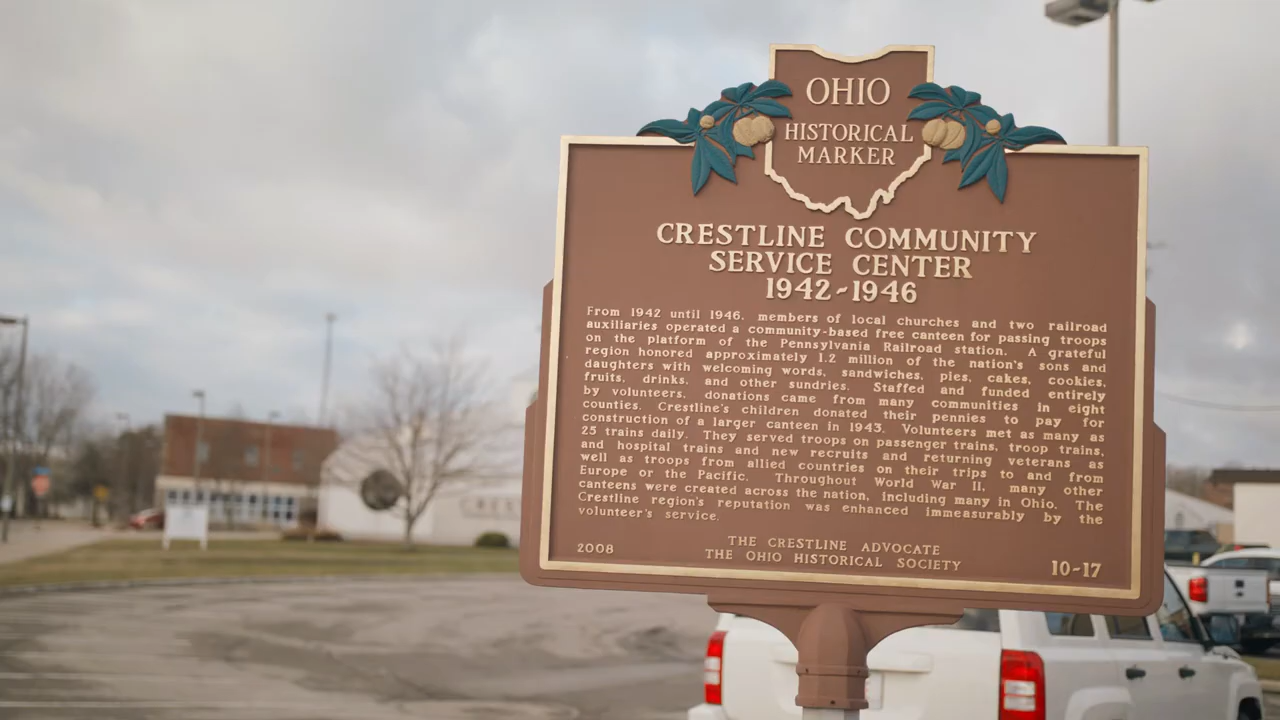 OHIO
HISTORICAL
MARKER
CRESTLINE COMMUNITY
SERVICE CENTER
1942~1946
From 1942 until 1946, members of local churches and two railroad
auxiliaries operated a community-based free canteen for passing troops
on the platform of the Pennsylvania Railroad station. A grateful
region honored approximately 1.2 million of the nation's sons and
daughters with welcoming words, sandwiches, pies, cakes, cookies,
fruits, drinks, and other sundries. Staffed and funded entirely
by volunteers, donations came from many communities in eight
counties. Crestline's children donated their pennies to pay for
construction of a larger canteen in 1943. Volunteers met as many as
25 trains daily. They served troops on passenger trains, troop trains,
and hospital trains and new recruits and returning veterans as
well as troops from allied countries on their trips to and from
Europe or the Pacific. Throughout World War II, many other
canteens were created across the nation, including many in Ohio. The
Crestline region's reputation was enhanced immeasurably by the
volunteer's service.
THE CRESTLINE ADVOCATE
2008 THE OHIO HISTORICAL SOCIETY 10-17